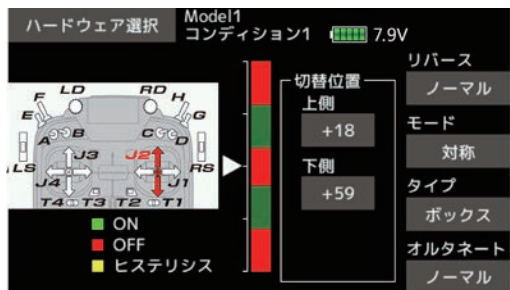 ハードウェア選択
Model1
コンディション1 7.9V
リバース
ノーマル
モード
対称
タイプ
ボックス
オルタネート
ノーマル
切替位置
上側
+18
下側
+59
LD RD
F H
E G
A B C D
LS J3 J2 RS
J4 J1
T4 T3 T2 T1
ON
OFF
ヒステリシス